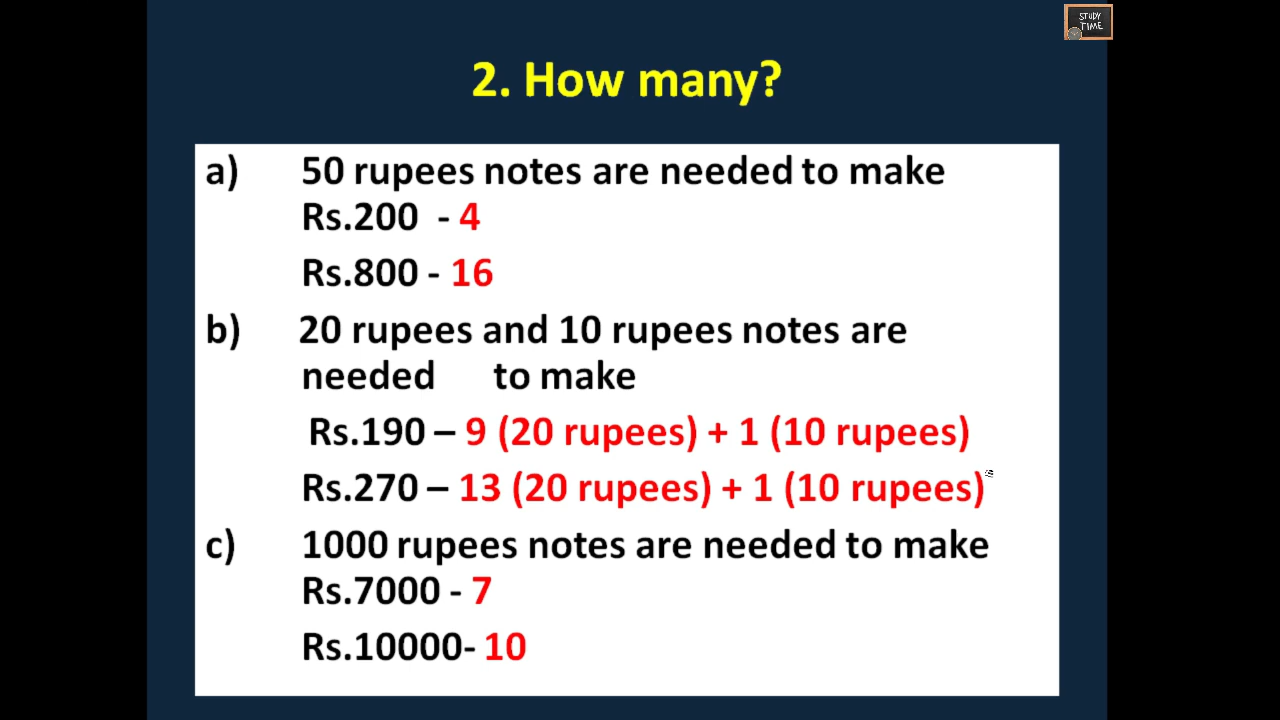 STUDY
TIME
2. How many?
a) 50 rupees notes are needed to make
Rs.200 - 4
Rs.800 - 16
b) 20 rupees and 10 rupees notes are
needed to make
Rs.190 – 9 (20 rupees) + 1 (10 rupees)
Rs.270 – 13 (20 rupees) + 1 (10 rupees)
c) 1000 rupees notes are needed to make
Rs.7000 - 7
Rs.10000- 10